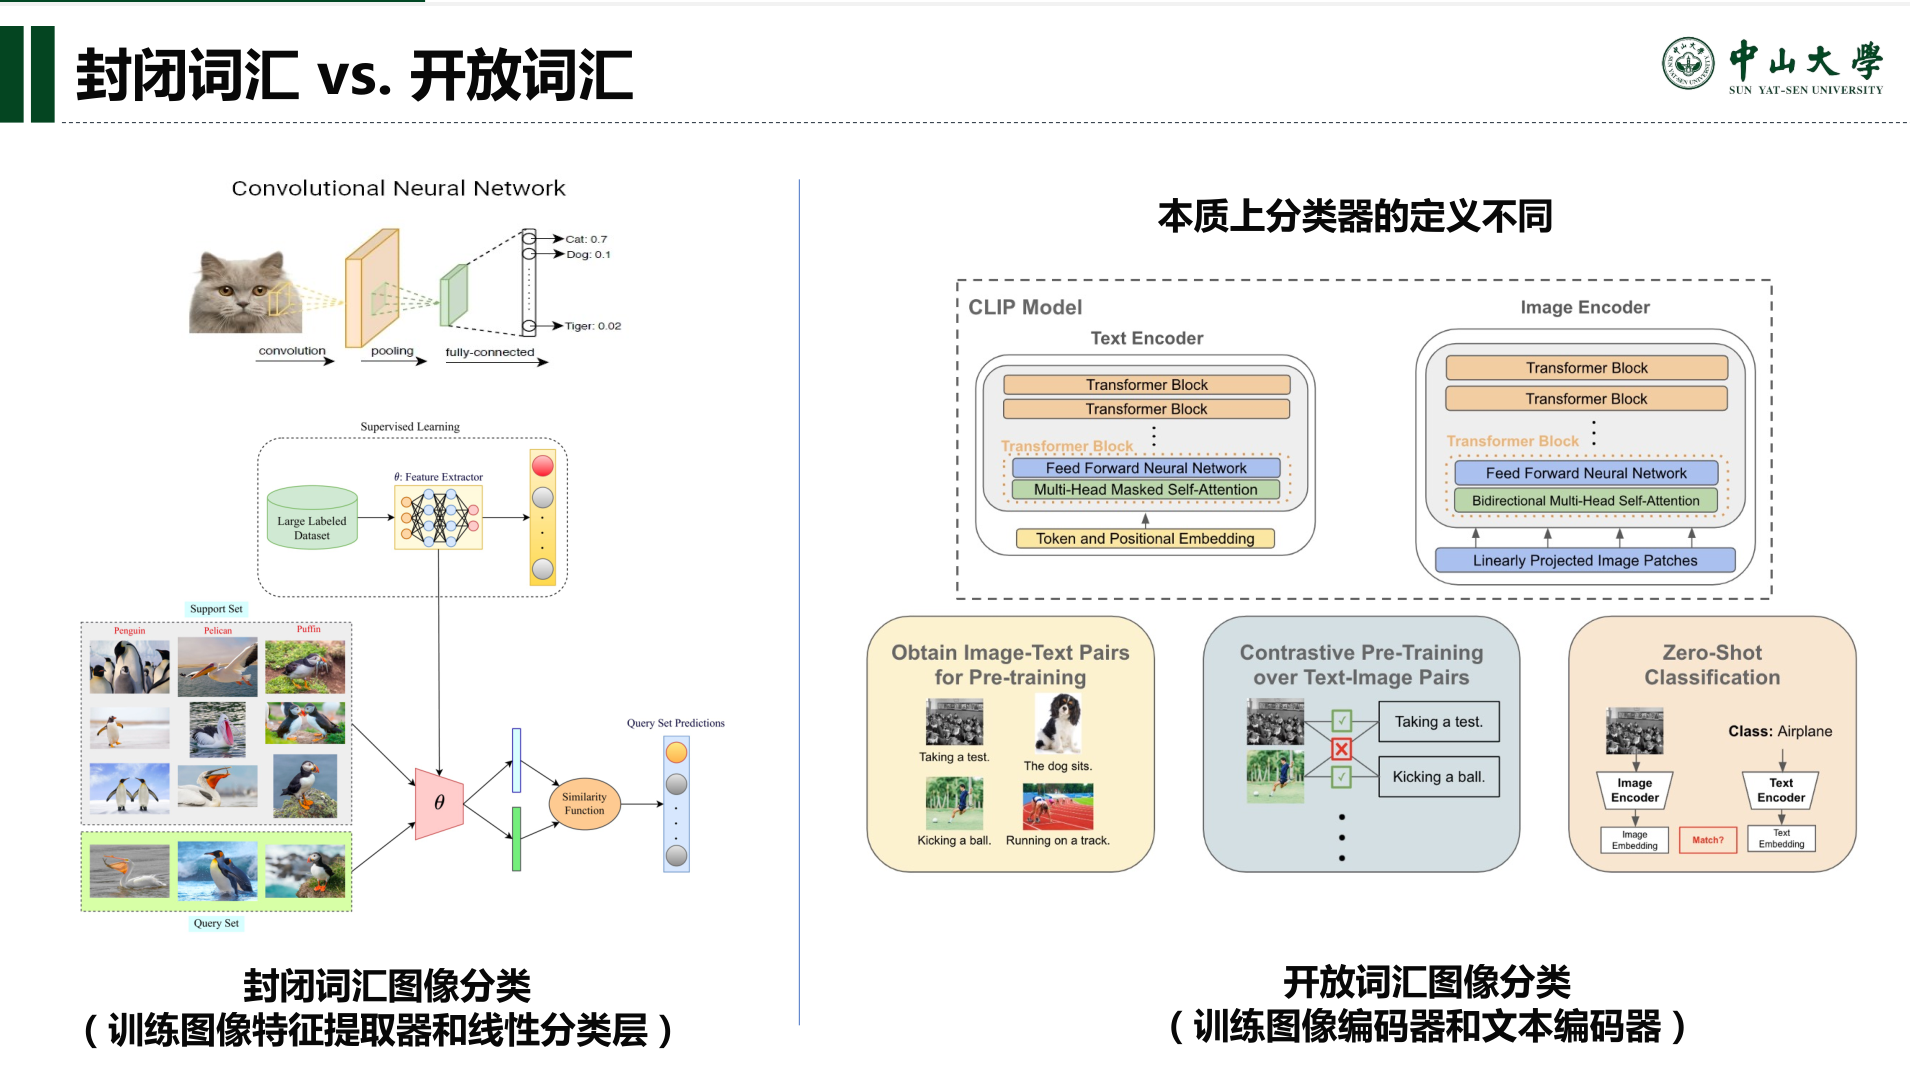 封闭词汇 vs. 开放词汇
中山大學
SUN YAT-SEN UNIVERSITY
Convolutional Neural Network
Cat: 0.7
Dog: 0.1
Tiger: 0.02
convolution
pooling
fully-connected
Supervised Learning
θ: Feature Extractor
Large Labeled
Dataset
Support Set
Penguin
Pelican
Puffin
θ
Similarity
Function
Query Set Predictions
Query Set
封闭词汇图像分类
（训练图像特征提取器和线性分类层）
本质上分类器的定义不同
CLIP Model
Text Encoder
Transformer Block
Transformer Block
Transformer Block
Feed Forward Neural Network
Multi-Head Masked Self-Attention
Token and Positional Embedding
Image Encoder
Transformer Block
Transformer Block
Transformer Block
Feed Forward Neural Network
Bidirectional Multi-Head Self-Attention
Linearly Projected Image Patches
Obtain Image-Text Pairs
for Pre-training
Taking a test.
The dog sits.
Kicking a ball.
Running on a track.
Contrastive Pre-Training
over Text-Image Pairs
Taking a test.
Kicking a ball.
Zero-Shot
Classification
Class: Airplane
Image
Encoder
Text
Encoder
Image
Embedding
Match?
Text
Embedding
开放词汇图像分类
（训练图像编码器和文本编码器）